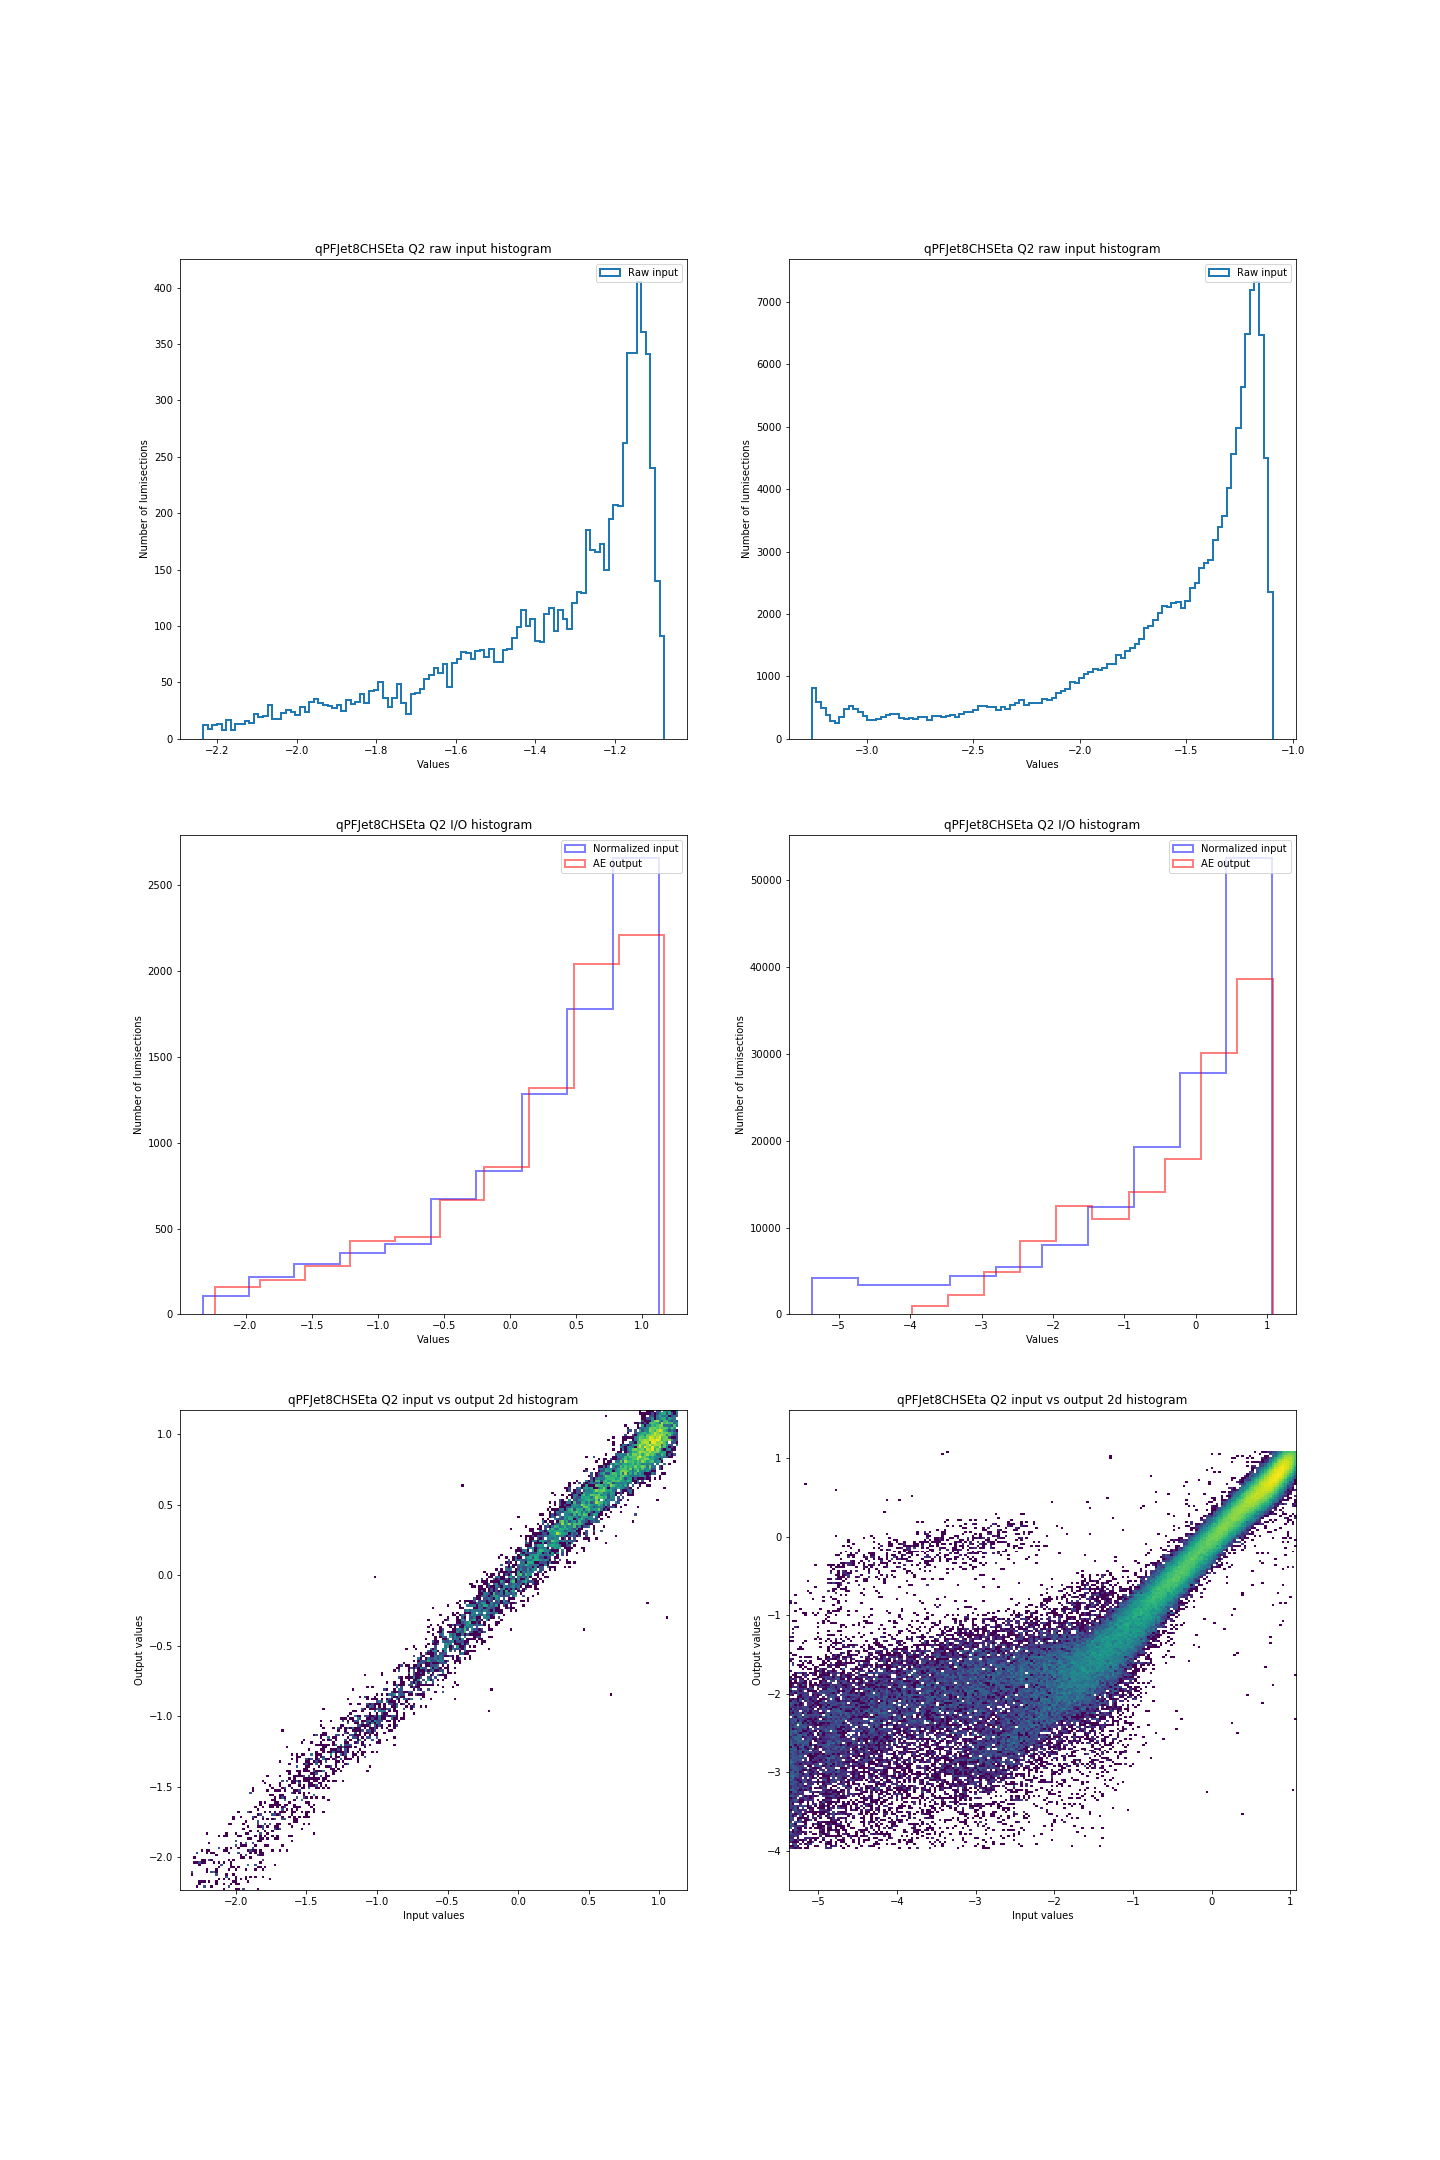 qPFJet8CHSEta Q2 raw input histogram
Raw input
Number of lumisections
400
350
300
250
200
150
100
50
0
−2.2 −2.0 −1.8 −1.6 −1.4 −1.2
Values
qPFJet8CHSEta Q2 raw input histogram
Raw input
Number of lumisections
7000
6000
5000
4000
3000
2000
1000
0
−3.0 −2.5 −2.0 −1.5 −1.0
Values
qPFJet8CHSEta Q2 I/O histogram
Normalized input
AE output
Number of lumisections
2500
2000
1500
1000
500
0
−2.0 −1.5 −1.0 −0.5 0.0 0.5 1.0
Values
qPFJet8CHSEta Q2 I/O histogram
Normalized input
AE output
Number of lumisections
50000
40000
30000
20000
10000
0
−5 −4 −3 −2 −1 0 1
Values
qPFJet8CHSEta Q2 input vs output 2d histogram
Output values
1.0
0.5
0.0
−0.5
−1.0
−1.5
−2.0
−2.0 −1.5 −1.0 −0.5 0.0 0.5 1.0
Input values
qPFJet8CHSEta Q2 input vs output 2d histogram
Output values
1
0
−1
−2
−3
−4
−5 −4 −3 −2 −1 0 1
Input values